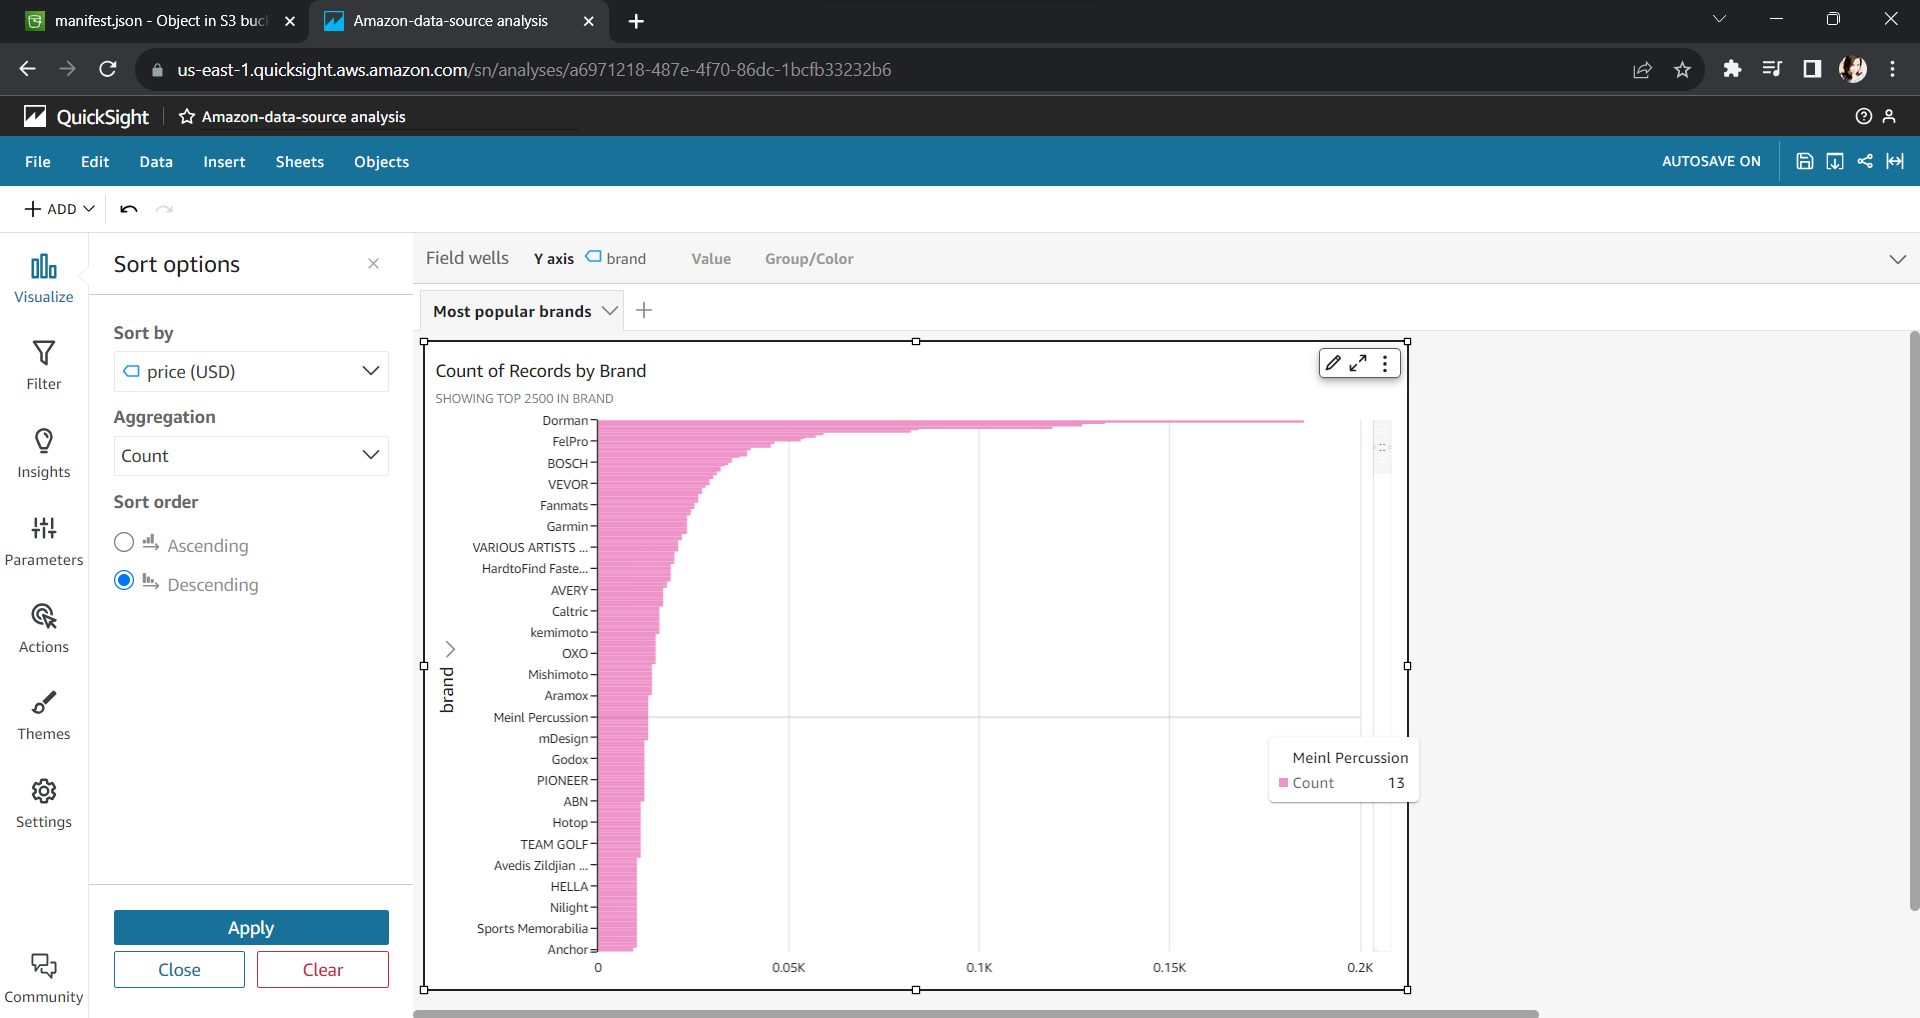 manifest.json - Object in S3 buc
Amazon-data-source analysis
us-east-1.quicksight.aws.amazon.com/sn/analyses/a6971218-487e-4f70-86dc-1bcfb33232b6
QuickSight
Amazon-data-source analysis
File
Edit
Data
Insert
Sheets
Objects
AUTOSAVE ON
ADD
Visualize
Filter
Insights
Parameters
Actions
Themes
Settings
Community
Sort options
Sort by
price (USD)
Aggregation
Count
Sort order
Ascending
Descending
Apply
Close
Clear
Field wells
Y axis
brand
Value
Group/Color
Most popular brands
Count of Records by Brand
SHOWING TOP 2500 IN BRAND
brand
Dorman
FelPro
BOSCH
VEVOR
Fanmats
Garmin
VARIOUS ARTISTS ...
HardtoFind Faste...
AVERY
Caltric
kemimoto
OXO
Mishimoto
Aramox
Meinl Percussion
mDesign
Godox
PIONEER
ABN
Hotop
TEAM GOLF
Avedis Zildjian ...
HELLA
Nilight
Sports Memorabilia
Anchor
0
0.05K
0.1K
0.15K
0.2K
Meinl Percussion
Count 13